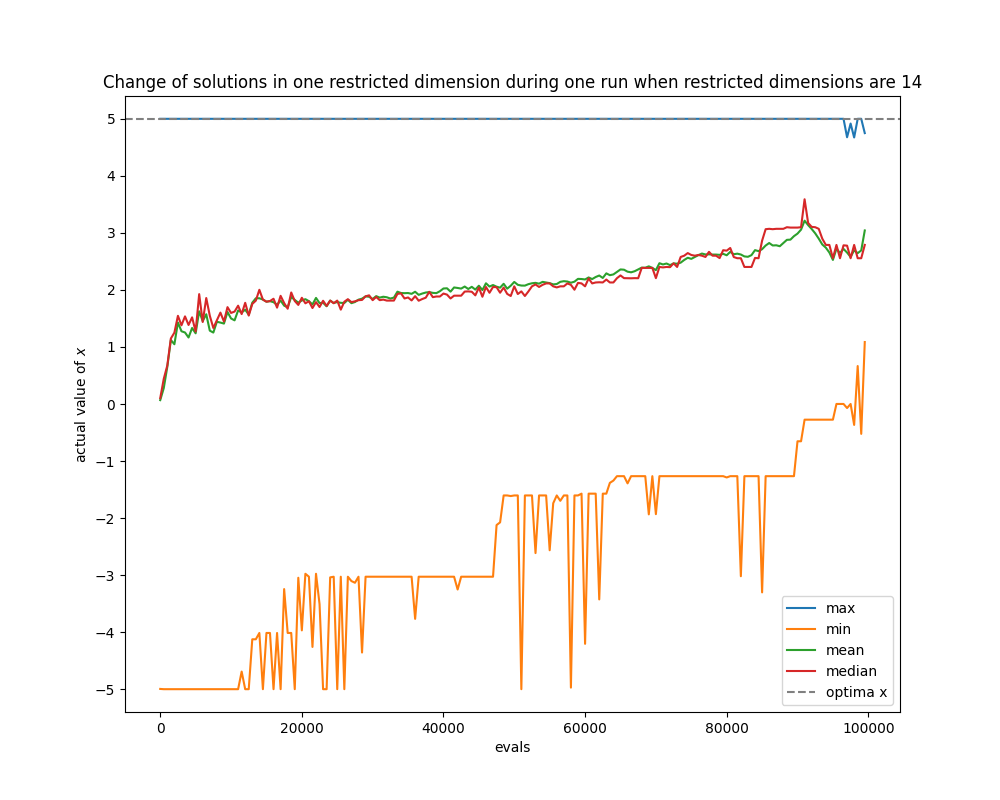 Change of solutions in one restricted dimension during one run when restricted dimensions are 14
5
4
3
2
1
0
−1
−2
−3
−4
−5
actual value of x
0
20000
40000
60000
80000
100000
evals
max
min
mean
median
optima x